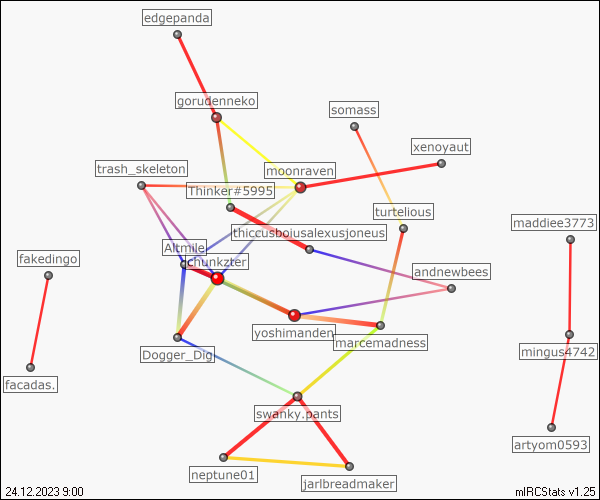 edgepanda
gorudenneko
somass
xenoyaut
trash_skeleton
moonraven
Thinker#5995
turtelious
maddiee3773
thiccusboiusalexusjoneus
Altmile
chunkzter
fakedingo
andnewbees
yoshimanden
marcemadness
mingus4742
Dogger_Dig
facadas.
swanky.pants
artyom0593
neptune01
jarlbreadmaker
24.12.2023 9:00
mIRCStats v1.25